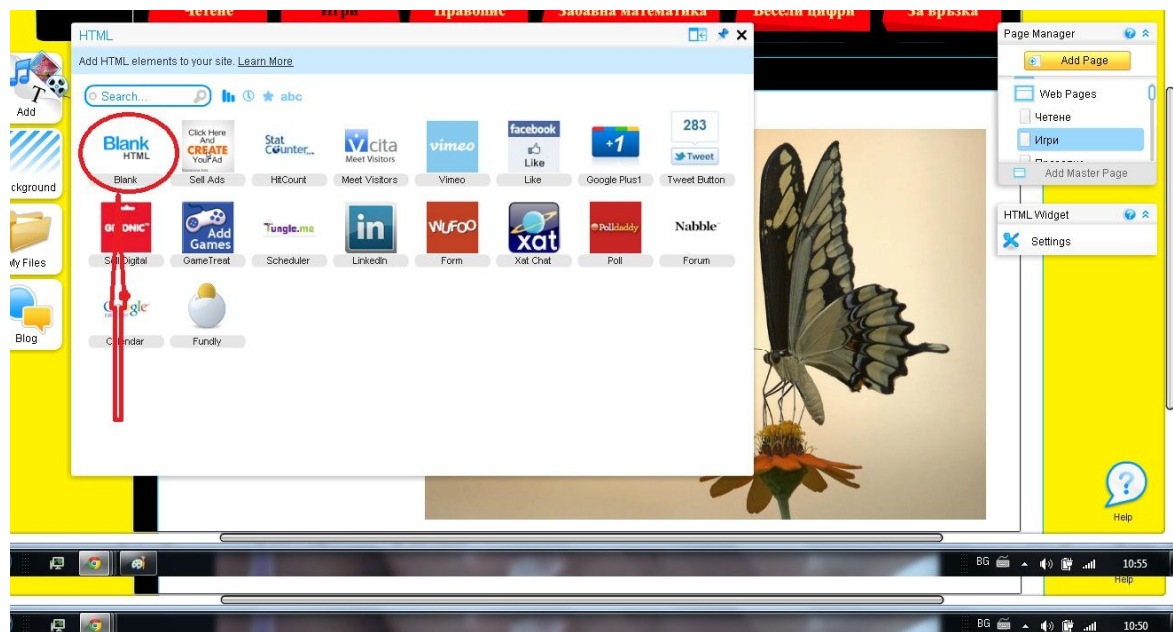 Четене Игри Правопис Забавна математика Весели цифри За връзка
HTML
Add HTML elements to your site. Learn More
Search...
abc
Add
ckground
My Files
Blog
Blank
HTML
Blank
Click Here
And
CREATE
Your Ad
Sell Ads
Stat
Counter...
HitCount
Vcita
Meet Visitors
Meet Visitors
vimeo
Vimeo
facebook
Like
Like
+1
Google Plus1
283
Tweet
Tweet Button
Digital
Add
Games
GameTreat
Tungle.me
Scheduler
in
LinkedIn
WUFOO
Form
xat
Xat Chat
Polldaddy
Poll
Nabble
Forum
Fundly
Page Manager
Add Page
Web Pages
Четене
Игри
Add Master Page
HTML Widget
Settings
?
Help
BG
10:55
Help
BG
10:50